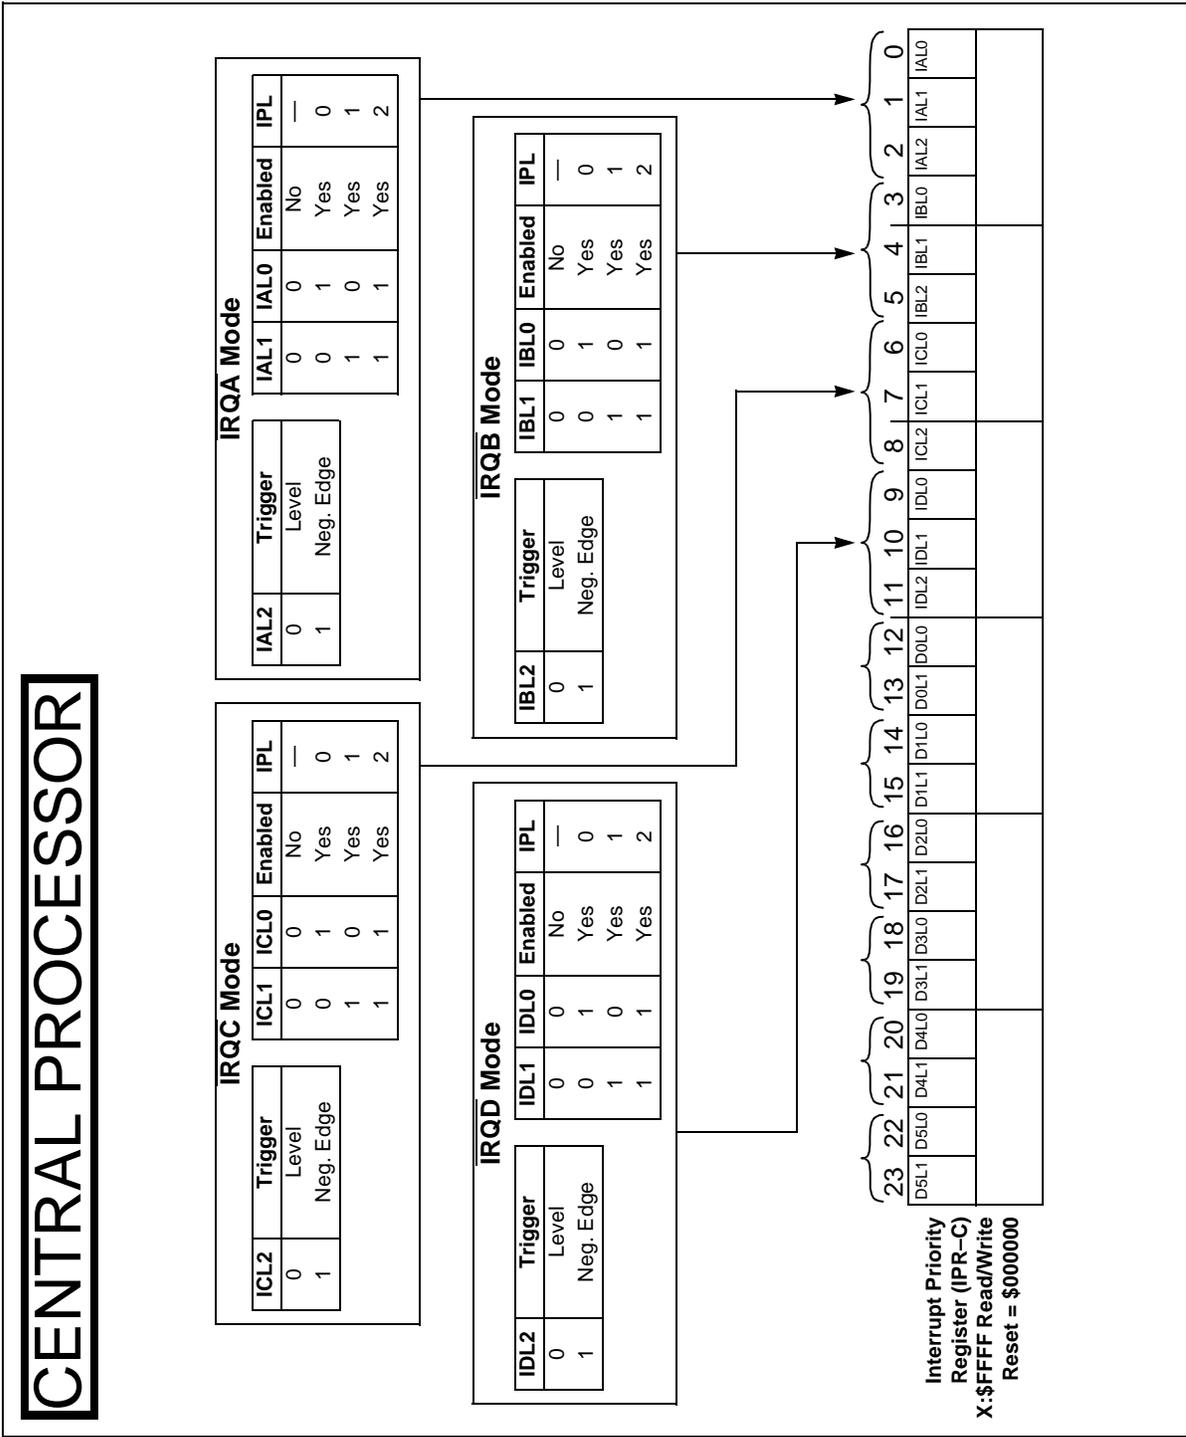 CENTRAL PROCESSOR
IRQC Mode
ICL2 Trigger
0 Level
1 Neg. Edge
ICL1 ICL0 Enabled IPL
0 0 No —
0 1 Yes 0
1 0 Yes 1
1 1 Yes 2
IRQA Mode
IAL2 Trigger
0 Level
1 Neg. Edge
IAL1 IAL0 Enabled IPL
0 0 No —
0 1 Yes 0
1 0 Yes 1
1 1 Yes 2
IRQD Mode
IDL2 Trigger
0 Level
1 Neg. Edge
IDL1 IDL0 Enabled IPL
0 0 No —
0 1 Yes 0
1 0 Yes 1
1 1 Yes 2
IRQB Mode
IBL2 Trigger
0 Level
1 Neg. Edge
IBL1 IBL0 Enabled IPL
0 0 No —
0 1 Yes 0
1 0 Yes 1
1 1 Yes 2
23 22 21 20 19 18 17 16 15 14 13 12 11 10 9 8 7 6 5 4 3 2 1 0
D5L1 D5L0 D4L1 D4L0 D3L1 D3L0 D2L1 D2L0 D1L1 D1L0 D0L1 D0L0 IDL2 IDL1 IDL0 ICL2 ICL1 ICL0 IBL2 IBL1 IBL0 IAL2 IAL1 IAL0
Interrupt Priority
Register (IPR–C)
X:$FFFF Read/Write
Reset = $000000